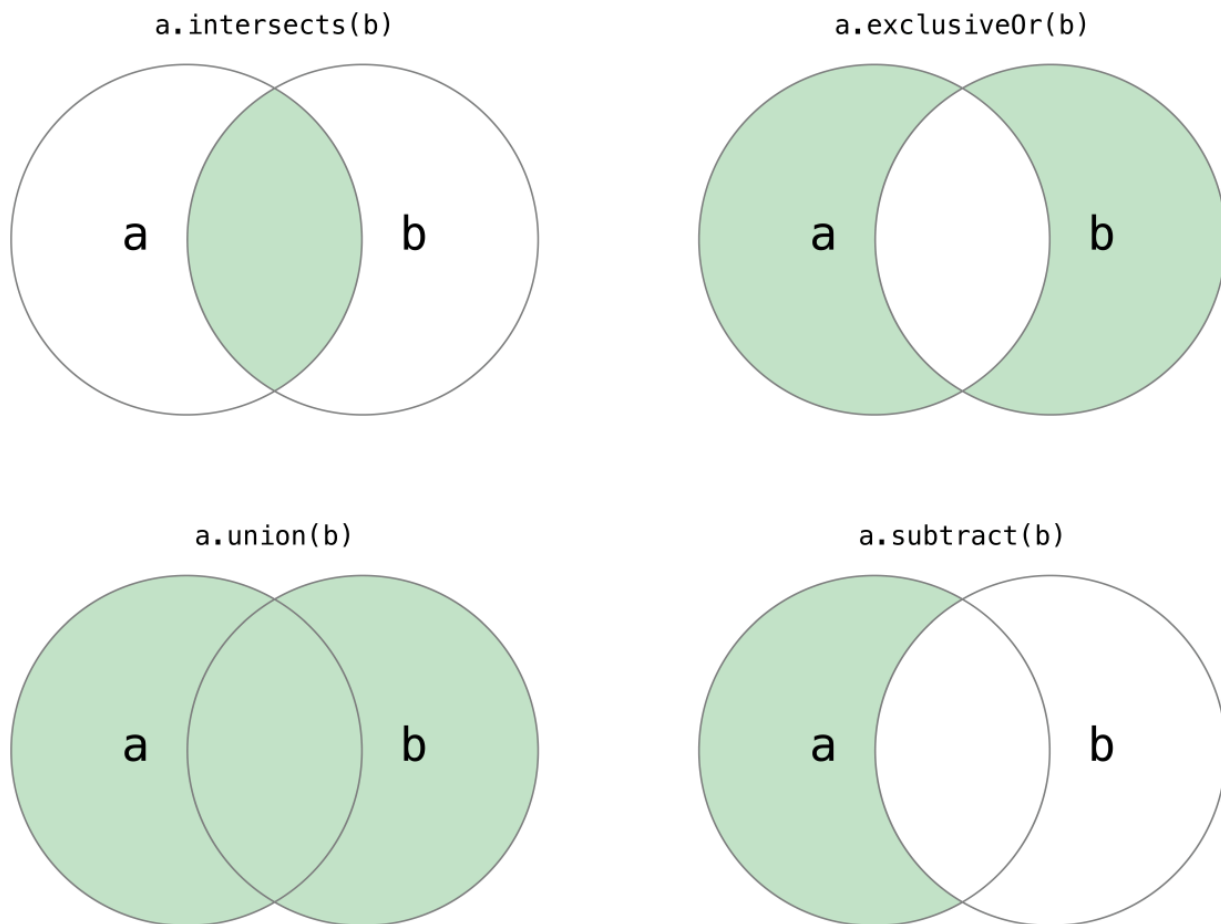 a.intersects(b)
a b
a.exclusiveOr(b)
a b
a.union(b)
a b
a.subtract(b)
a b